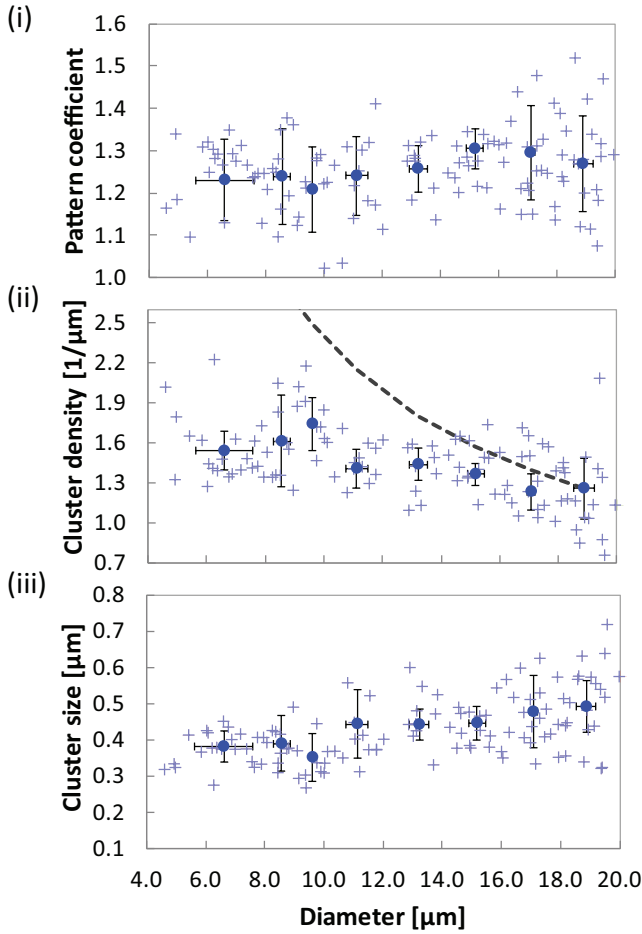 (i)
Pattern coefficient
1.6
1.5
1.4
1.3
1.2
1.1
1.0
(ii)
Cluster density [1/µm]
2.5
2.2
1.9
1.6
1.3
1.0
0.7
(iii)
Cluster size [µm]
0.8
0.7
0.6
0.5
0.4
0.3
0.2
0.1
4.0 6.0 8.0 10.0 12.0 14.0 16.0 18.0 20.0
Diameter [µm]